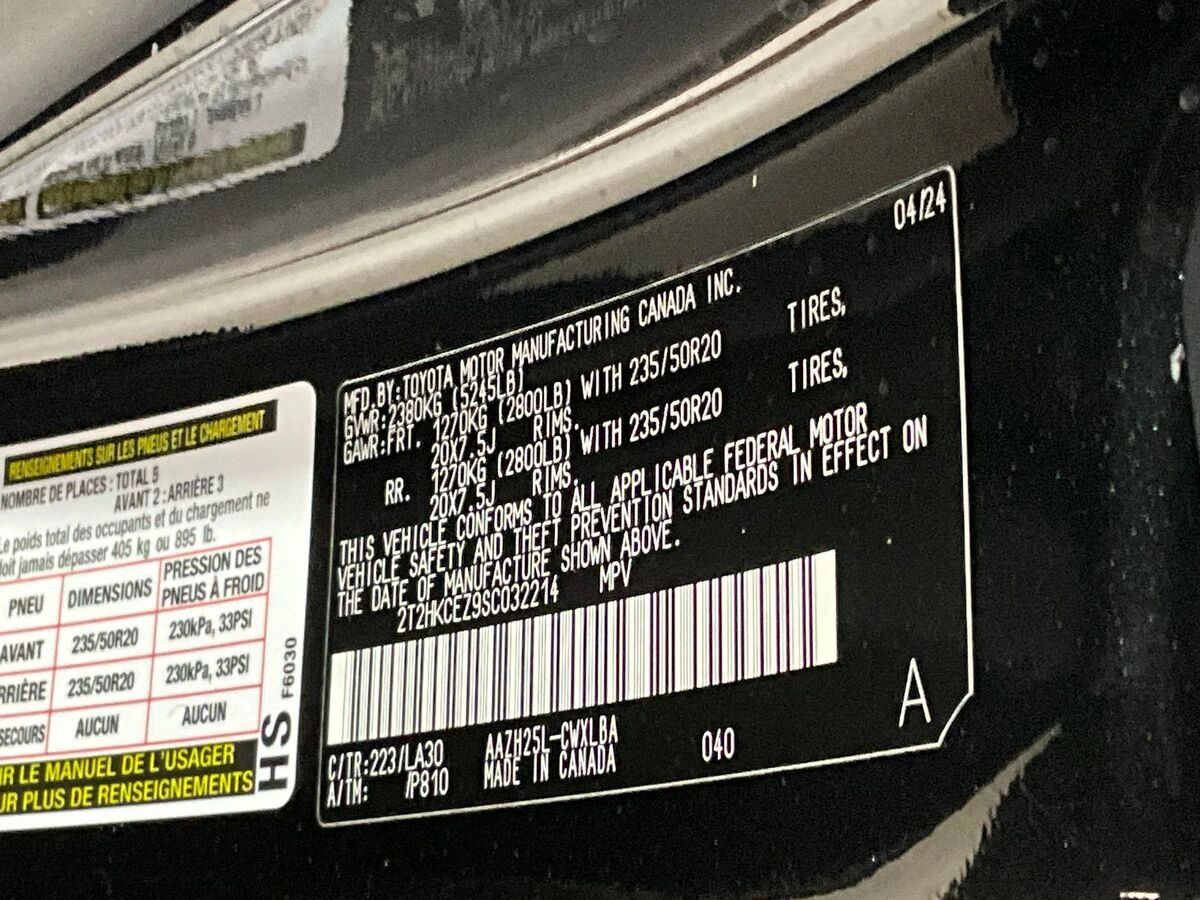 04/24
MFD.BY:TOYOTA MOTOR MANUFACTURING CANADA INC.
GVWR:2380KG (5245LB)
GAWR:FRT. 1270KG (2800LB) WITH 235/50R20 TIRES,
20X7.5J RIMS.
RR. 1270KG (2800LB) WITH 235/50R20 TIRES,
20X7.5J RIMS.
THIS VEHICLE CONFORMS TO ALL APPLICABLE FEDERAL MOTOR
VEHICLE SAFETY AND THEFT PREVENTION STANDARDS IN EFFECT ON
THE DATE OF MANUFACTURE SHOWN ABOVE.
2T2HKCEZ9SC032214 MPV
A
C/TR:223/LA30 AAZH25L-CWXLBA 040
A/TM: /P810 MADE IN CANADA
RENSEIGNEMENTS SUR LES PNEUS ET LE CHARGEMENT
NOMBRE DE PLACES : TOTAL 5
AVANT 2 : ARRIÈRE 3
Le poids total des occupants et du chargement ne
doit jamais dépasser 405 kg ou 895 lb.
PNEU DIMENSIONS PRESSION DES
PNEUS À FROID
AVANT 235/50R20 230kPa, 33PSI
RRIÈRE 235/50R20 230kPa, 33PSI
SECOURS AUCUN AUCUN
IR LE MANUEL DE L'USAGER
UR PLUS DE RENSEIGNEMENTS
HS F6030